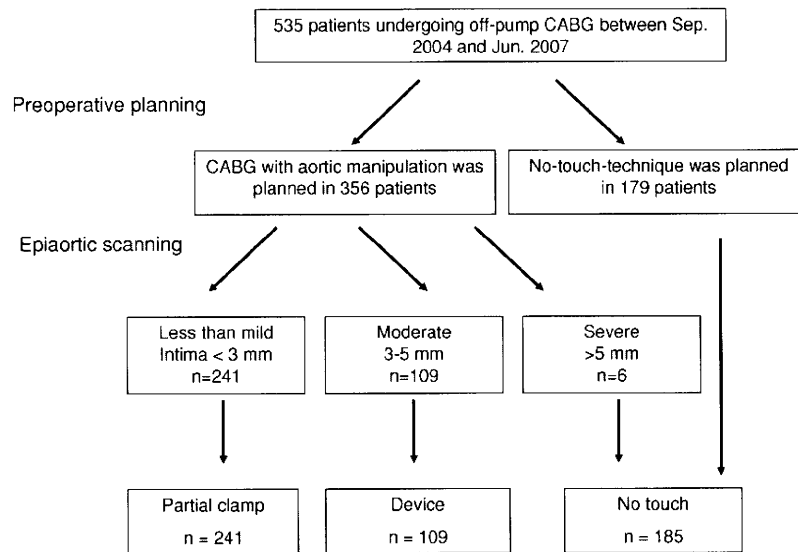 535 patients undergoing off-pump CABG between Sep.
2004 and Jun. 2007
Preoperative planning
CABG with aortic manipulation was
planned in 356 patients
No-touch-technique was planned
in 179 patients
Epiaortic scanning
Less than mild
Intima < 3 mm
n=241
Moderate
3-5 mm
n=109
Severe
>5 mm
n=6
Partial clamp
n = 241
Device
n = 109
No touch
n = 185